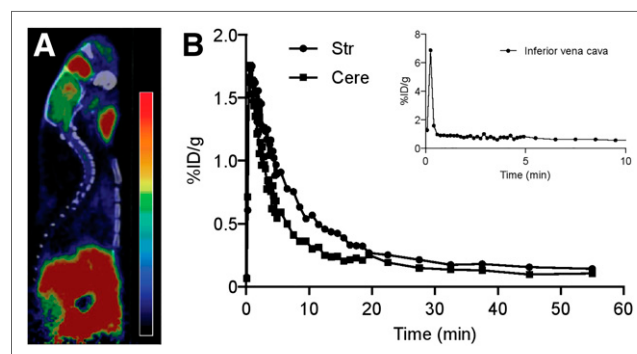 A
B
Str
Cere
%ID/g
2.0
1.5
1.0
0.5
0
0 10 20 30 40 50 60
Time (min)
Inferior vena cava
%ID/g
8
6
4
2
0
0 5 10
Time (min)